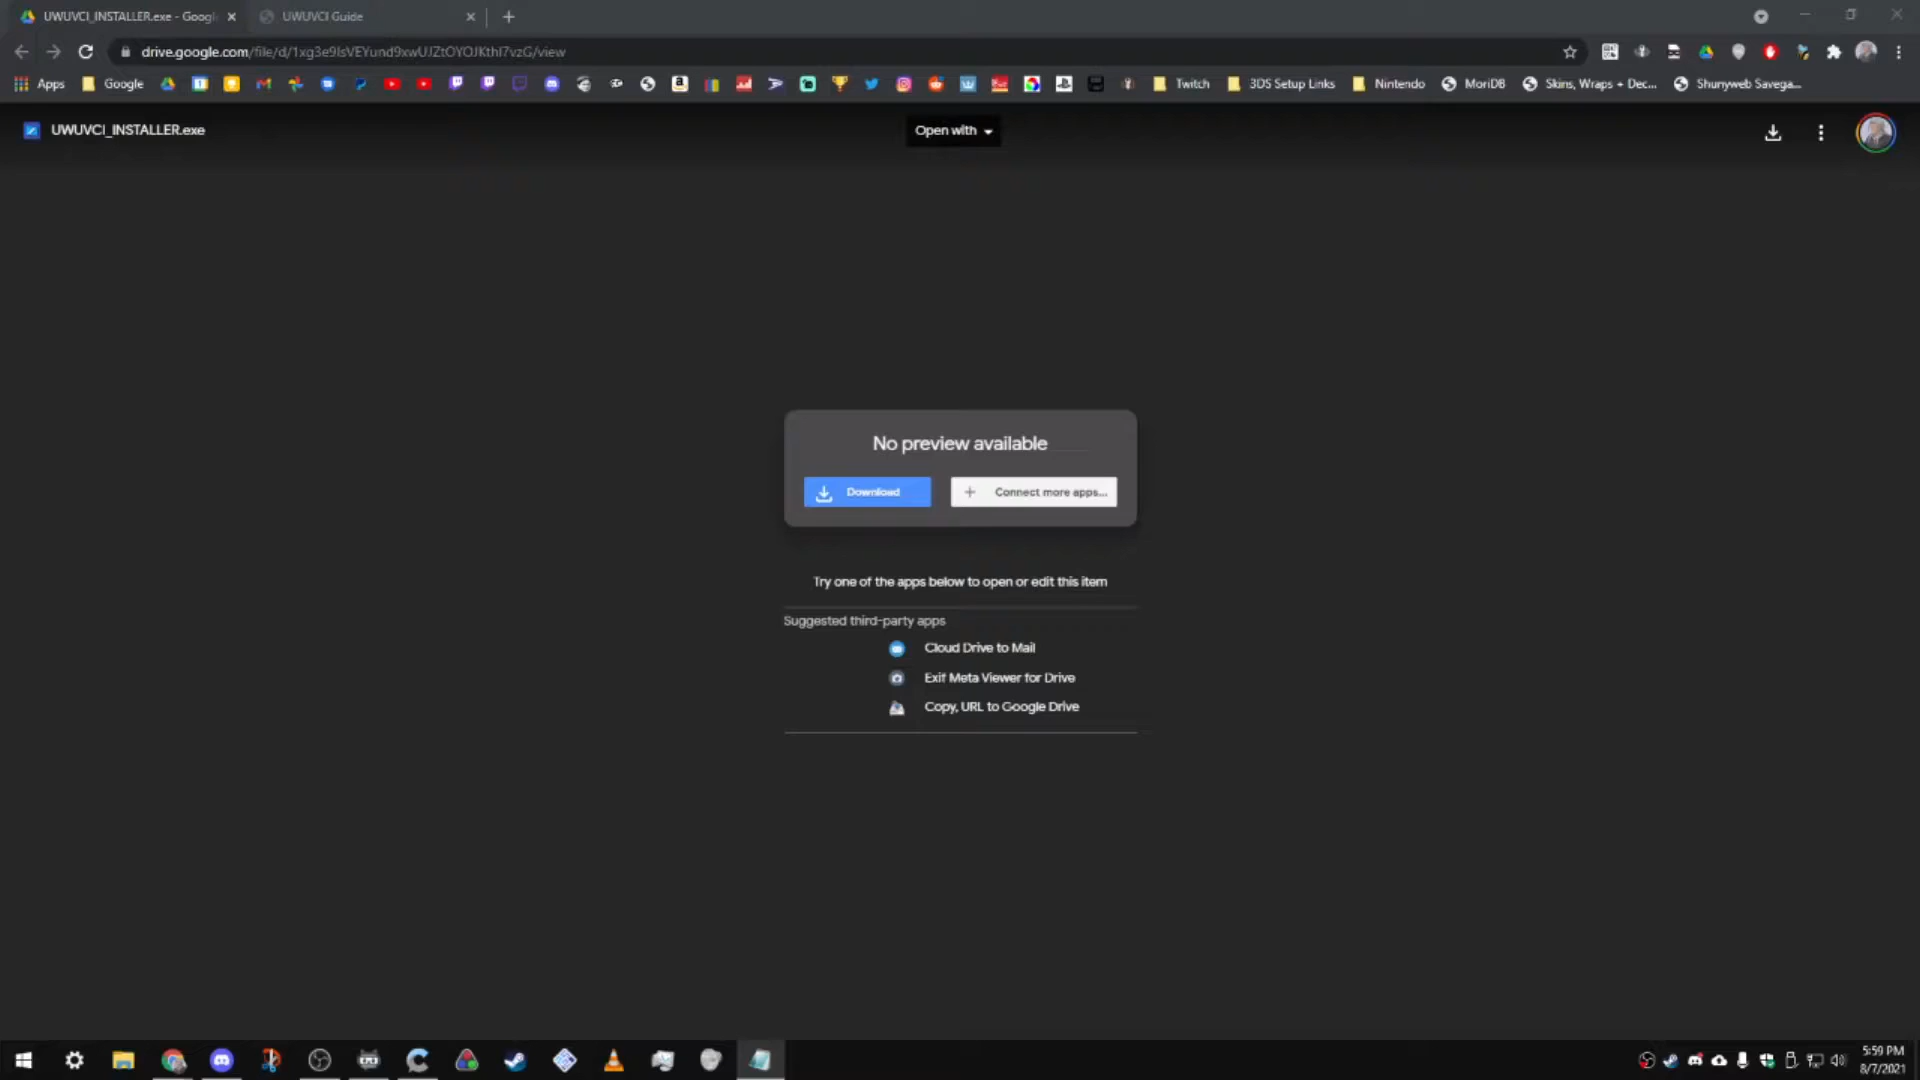 UWUVCI_INSTALLER.exe - Googl
UWUVCI Guide
drive.google.com/file/d/1xg3e9IsVEYund9xwUJZtOYOJKthI7vzG/view
Apps
Google
Twitch
3DS Setup Links
Nintendo
MoriDB
Skins, Wraps + Dec...
Shunyweb Savega...
UWUVCI_INSTALLER.exe
Open with
No preview available
Download
Connect more apps...
Try one of the apps below to open or edit this item
Suggested third-party apps
Cloud Drive to Mail
Exif Meta Viewer for Drive
Copy, URL to Google Drive
5:59 PM
8/7/2021